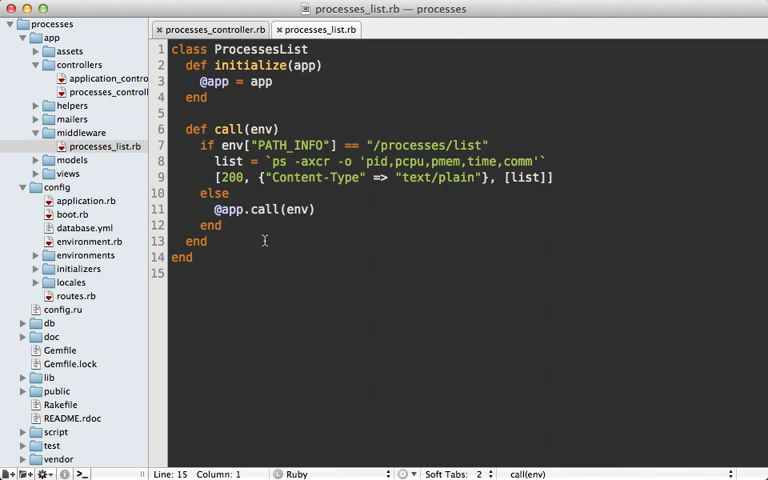 processes_list.rb — processes
processes
app
assets
controllers
application_contro
processes_control
helpers
mailers
middleware
processes_list.rb
models
views
config
application.rb
boot.rb
database.yml
environment.rb
environments
initializers
locales
routes.rb
config.ru
db
doc
Gemfile
Gemfile.lock
lib
public
Rakefile
README.rdoc
script
test
vendor
processes_controller.rb processes_list.rb
1 class ProcessesList
2 def initialize(app)
3 @app = app
4 end
5
6 def call(env)
7 if env["PATH_INFO"] == "/processes/list"
8 list = `ps -axcr -o 'pid,pcpu,pmem,time,comm'`
9 [200, {"Content-Type" => "text/plain"}, [list]]
10 else
11 @app.call(env)
12 end
13 end
14 end
15
Line: 15 Column: 1 Ruby Soft Tabs: 2 call(env)